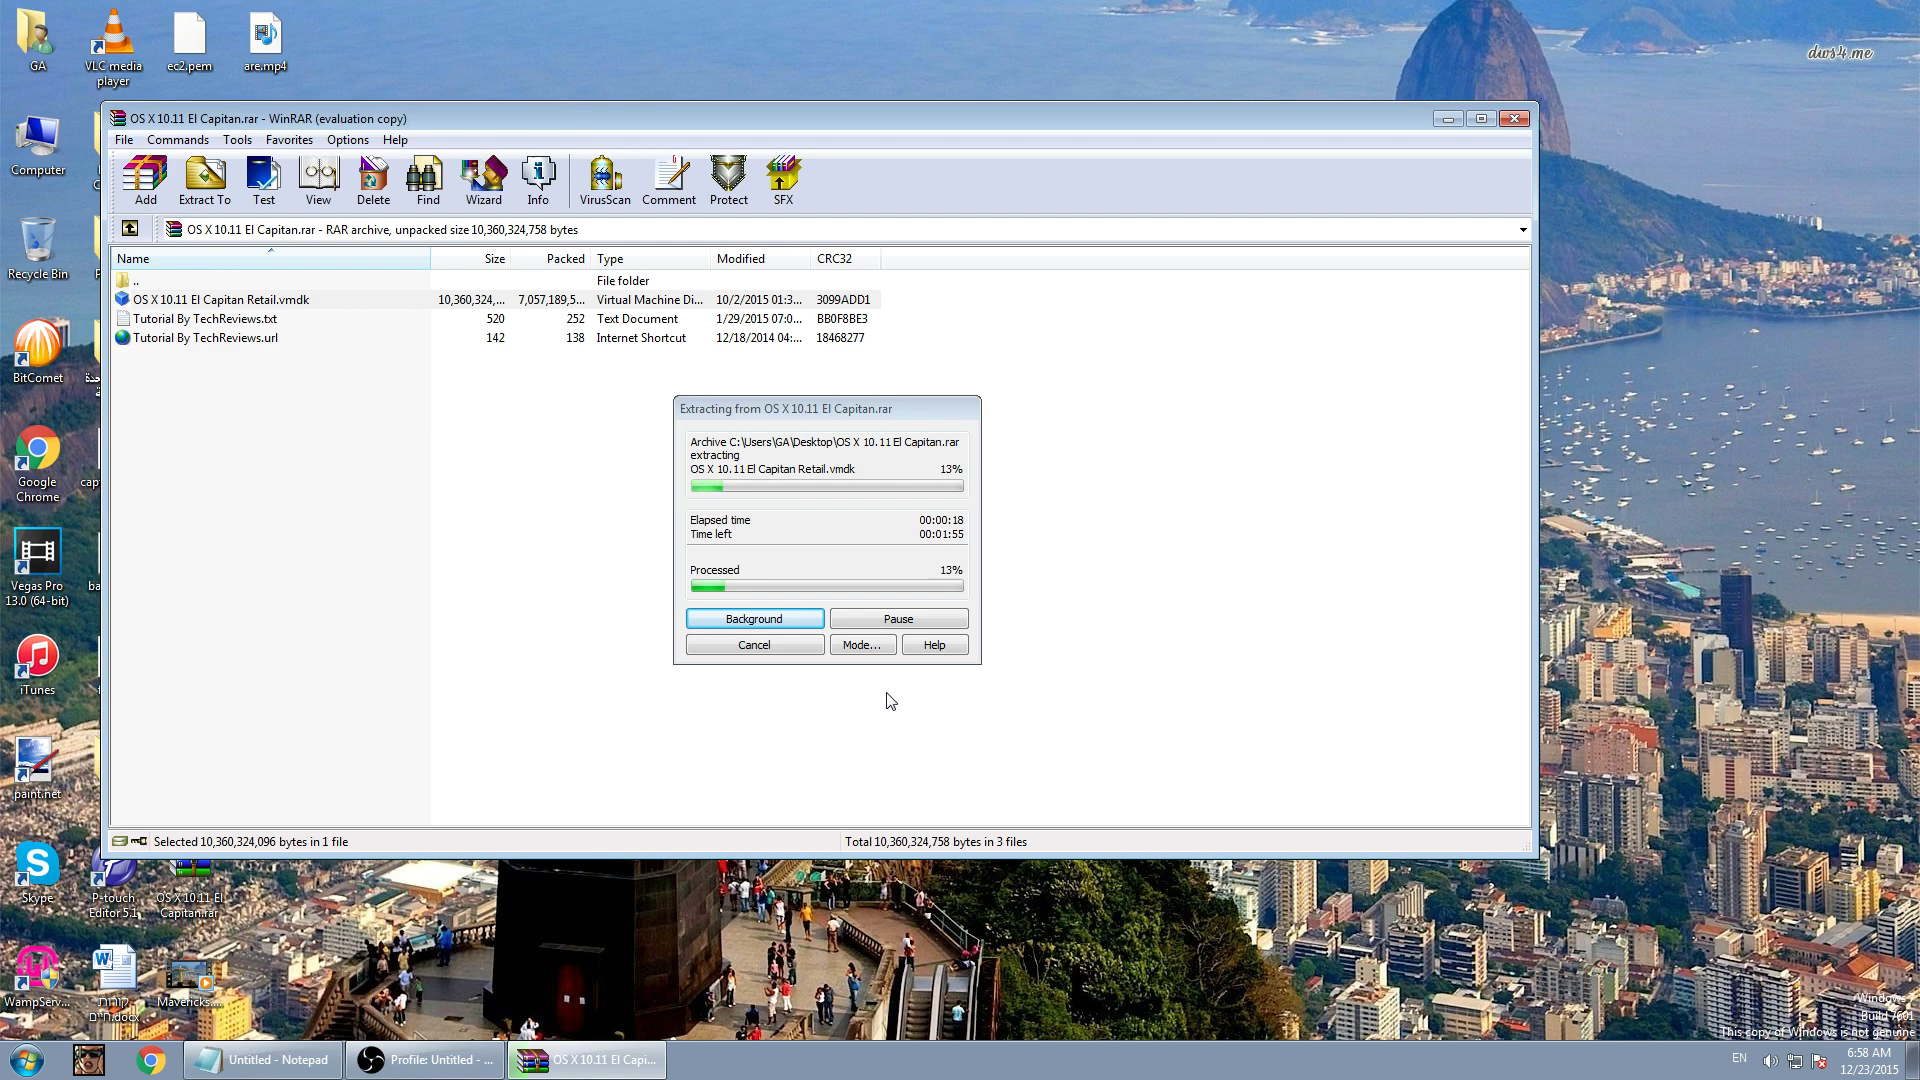 GA
VLC media
player
ec2.pem
are.mp4
dws4.me
Computer
Recycle Bin
BitComet
Google
Chrome
Vegas Pro
13.0 (64-bit)
iTunes
paint.net
Skype
P-touch
Editor 5.1
OS X 10.11 El
Capitan.rar
WampServ...
קורות
חיים.docx
Mavericks....
OS X 10.11 El Capitan.rar - WinRAR (evaluation copy)
File Commands Tools Favorites Options Help
Add Extract To Test View Delete Find Wizard Info VirusScan Comment Protect SFX
OS X 10.11 El Capitan.rar - RAR archive, unpacked size 10,360,324,758 bytes
Name Size Packed Type Modified CRC32
.. File folder
OS X 10.11 El Capitan Retail.vmdk 10,360,324,... 7,057,189,5... Virtual Machine Di... 10/2/2015 01:3... 3099ADD1
Tutorial By TechReviews.txt 520 252 Text Document 1/29/2015 07:0... BB0F8BE3
Tutorial By TechReviews.url 142 138 Internet Shortcut 12/18/2014 04:... 18468277
Extracting from OS X 10.11 El Capitan.rar
Archive C:\Users\GA\Desktop\OS X 10.11 El Capitan.rar
extracting
OS X 10.11 El Capitan Retail.vmdk 13%
Elapsed time 00:00:18
Time left 00:01:55
Processed 13%
Background Pause
Cancel Mode... Help
Selected 10,360,324,096 bytes in 1 file
Total 10,360,324,758 bytes in 3 files
Windows 7
Build 7601
This copy of Windows is not genuine
Untitled - Notepad
Profile: Untitled - ...
OS X 10.11 El Capi...
EN
6:58 AM
12/23/2015